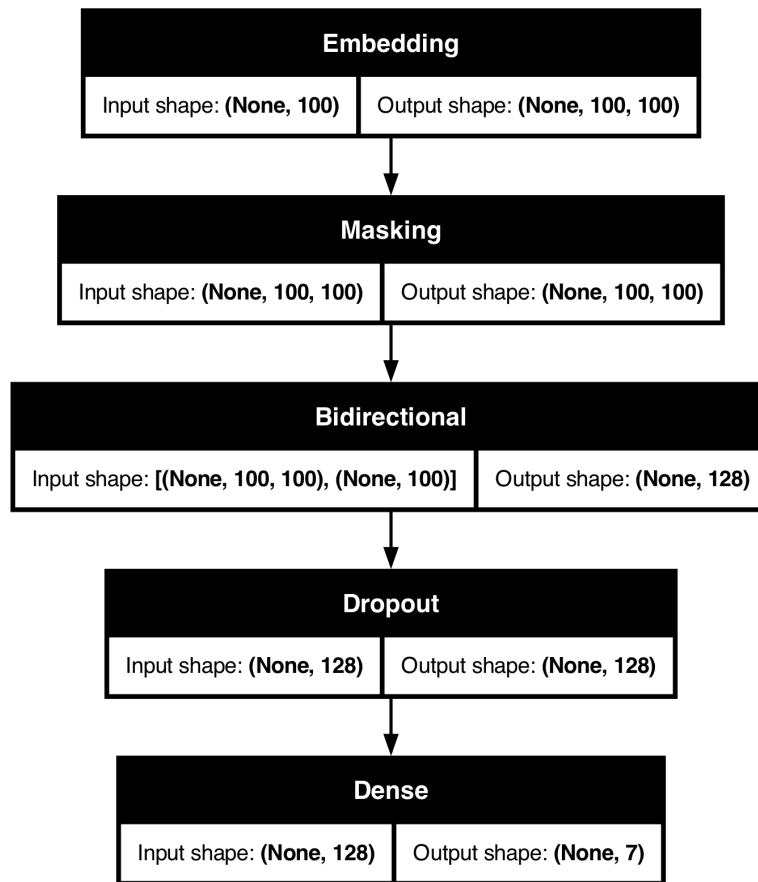 Embedding
Input shape: (None, 100) Output shape: (None, 100, 100)
Masking
Input shape: (None, 100, 100) Output shape: (None, 100, 100)
Bidirectional
Input shape: [(None, 100, 100), (None, 100)] Output shape: (None, 128)
Dropout
Input shape: (None, 128) Output shape: (None, 128)
Dense
Input shape: (None, 128) Output shape: (None, 7)